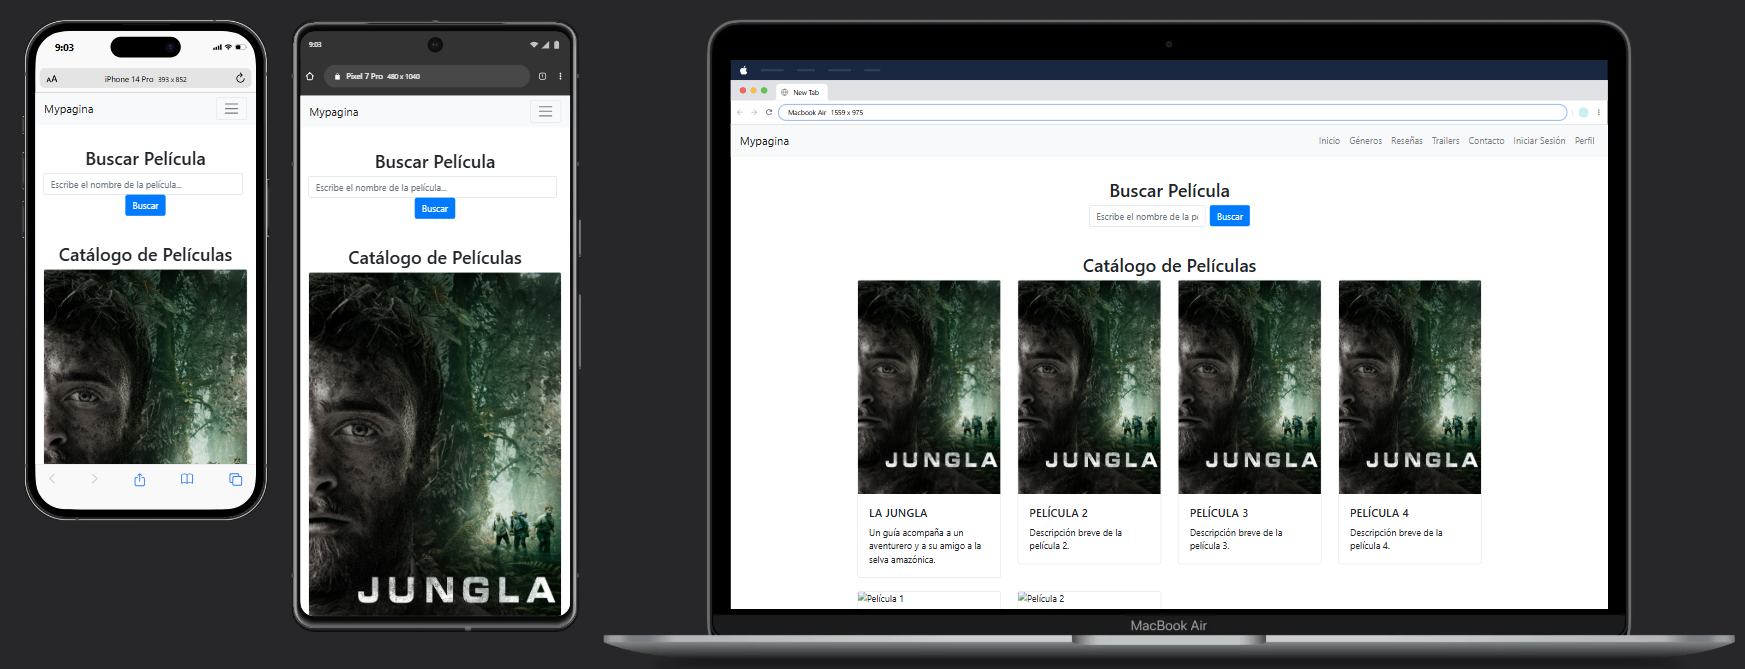 9:03
AA
iPhone 14 Pro 393 x 852
Mypagina
Buscar Película
Escribe el nombre de la película...
Buscar
Catálogo de Películas
9:03
Pixel 7 Pro 480 x 1040
Mypagina
Buscar Película
Escribe el nombre de la película...
Buscar
Catálogo de Películas
JUNGLA
New Tab
Macbook Air 1559 x 975
Mypagina
Inicio Géneros Reseñas Trailers Contacto Iniciar Sesión Perfil
Buscar Película
Escribe el nombre de la pe
Buscar
Catálogo de Películas
JUNGLA
JUNGLA
JUNGLA
JUNGLA
LA JUNGLA
Un guía acompaña a un
aventurero y a su amigo a la
selva amazónica.
PELÍCULA 2
Descripción breve de la
película 2.
PELÍCULA 3
Descripción breve de la
película 3.
PELÍCULA 4
Descripción breve de la
película 4.
Película 1
Película 2
MacBook Air